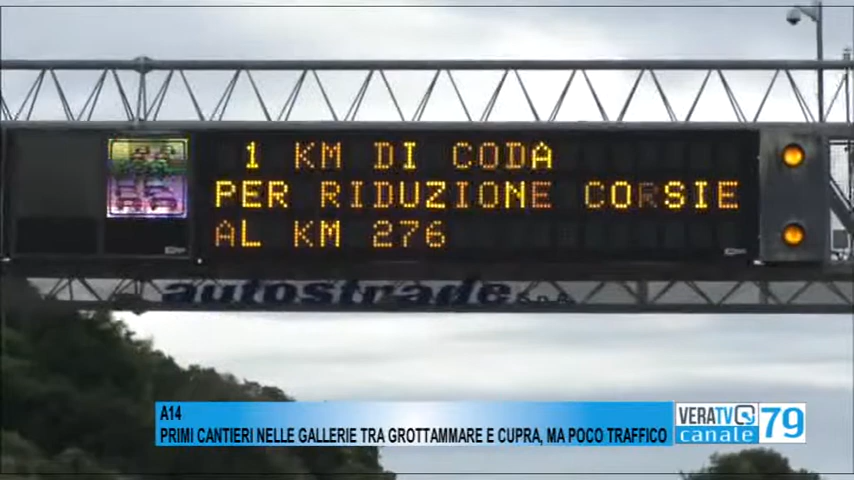 1 KM DI CODA
PER RIDUZIONE CORSIE
AL KM 276
autostrade s.p.a.
A14
PRIMI CANTIERI NELLE GALLERIE TRA GROTTAMMARE E CUPRA, MA POCO TRAFFICO
VERATV
canale 79